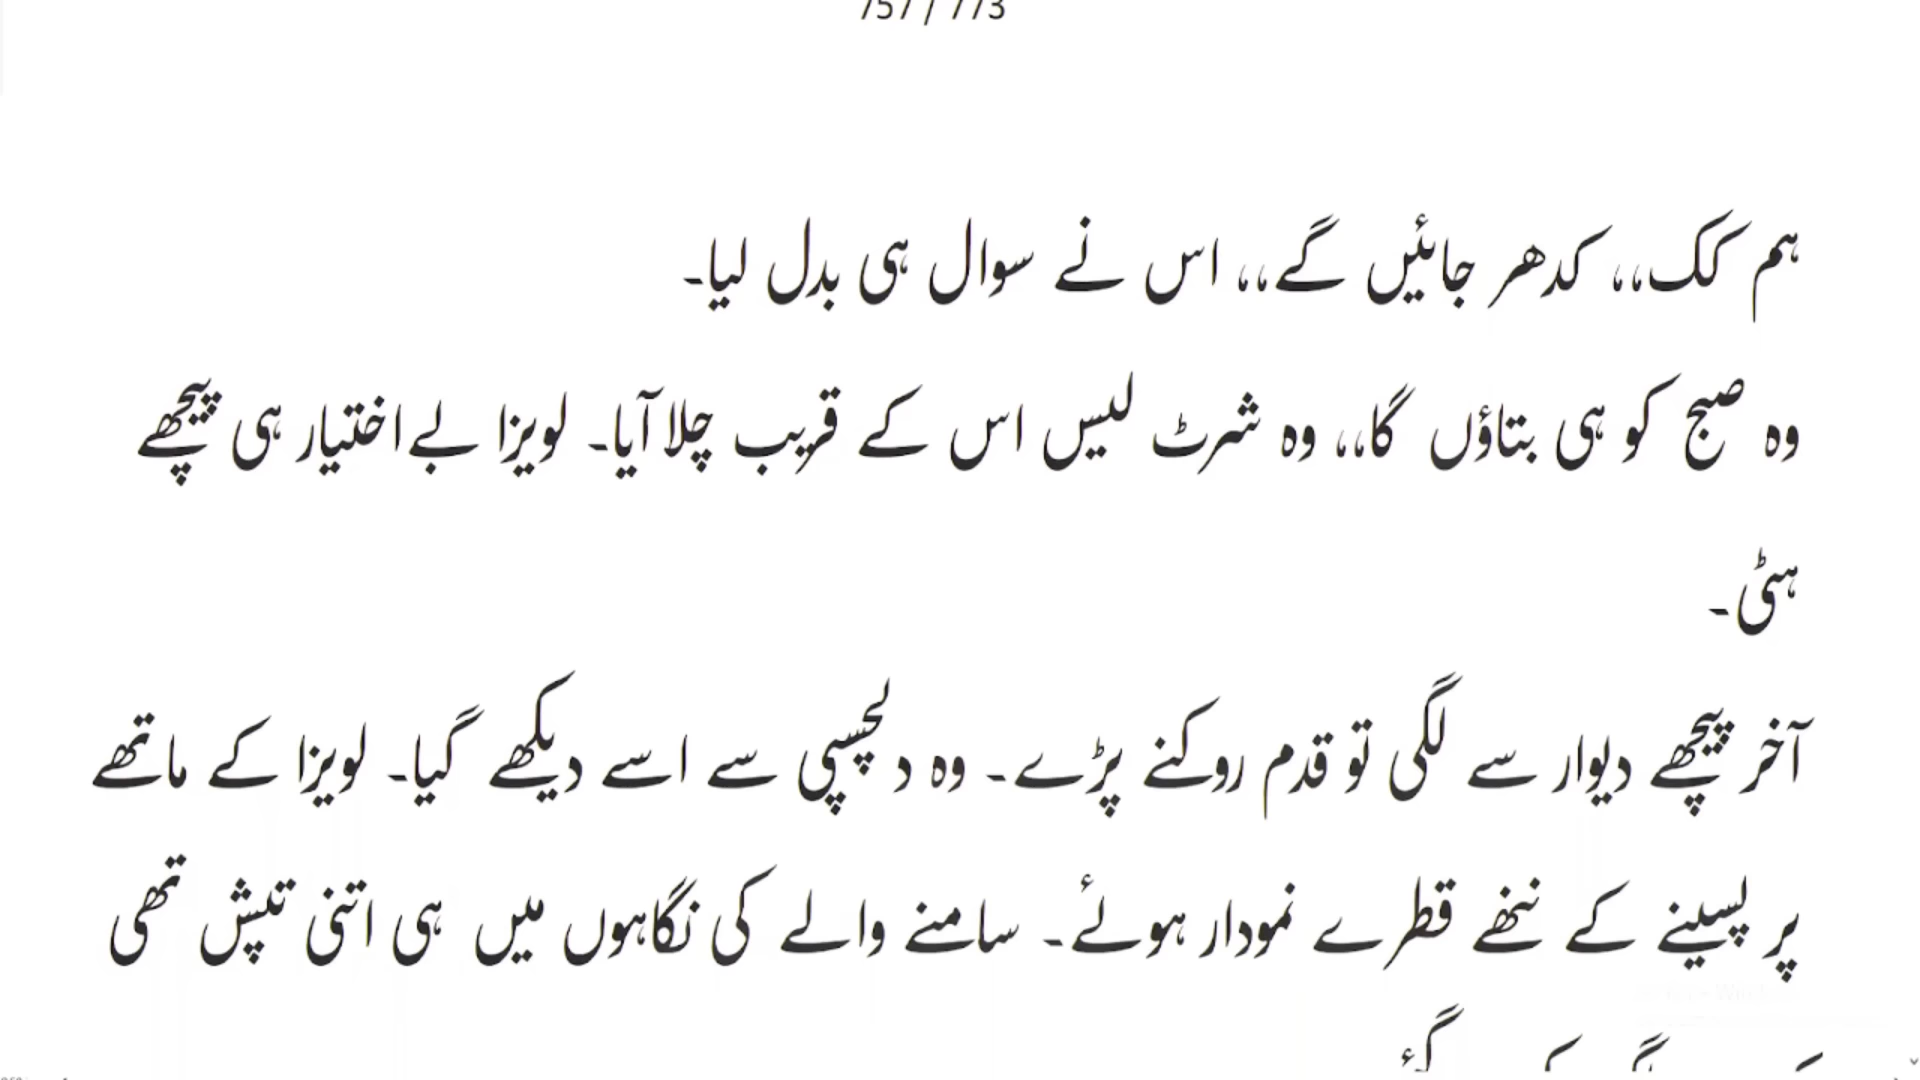 757 / 773
ہم کک،، کدھر جائیں گے،، اس نے سوال ہی بدل لیا۔
وہ صبح کو ہی بتاؤں گا،، وہ شرٹ لیس اس کے قریب چلا آیا۔ لویزا بے اختیار ہی پیچھے
ہٹی۔
آخر پیچھے دیوار سے لگی تو قدم روکنے پڑے۔ وہ دلچسپی سے اسے دیکھے گیا۔ لویزا کے ماتھے
پر پسینے کے ننھے قطرے نمودار ہوئے۔ سامنے والے کی نگاہوں میں ہی اتنی تپش تھی